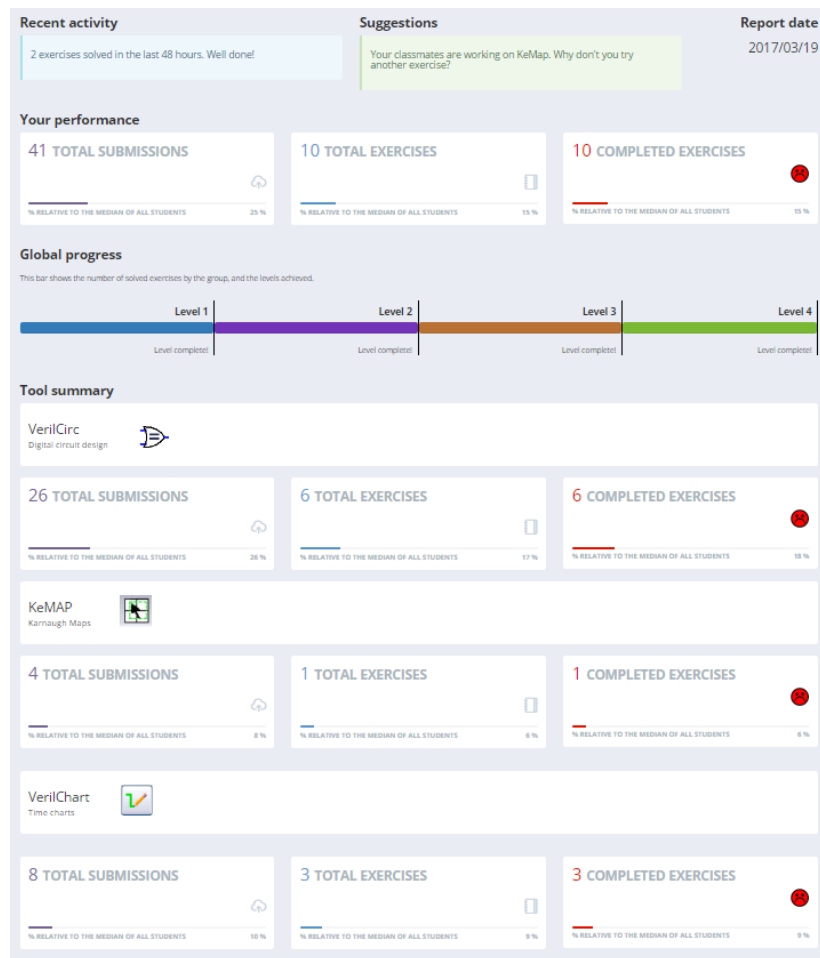 Recent activity
Suggestions
Report date
2 exercises solved in the last 48 hours. Well done!
Your classmates are working on KeMap. Why don't you try
another exercise?
2017/03/19
Your performance
41 TOTAL SUBMISSIONS
10 TOTAL EXERCISES
10 COMPLETED EXERCISES
% RELATIVE TO THE MEDIAN OF ALL STUDENTS
25 %
% RELATIVE TO THE MEDIAN OF ALL STUDENTS
15 %
% RELATIVE TO THE MEDIAN OF ALL STUDENTS
15 %
Global progress
This bar shows the number of solved exercises by the group, and the levels achieved.
Level 1
Level 2
Level 3
Level 4
Level complete!
Level complete!
Level complete!
Level complete!
Tool summary
VerilCirc
Digital circuit design
26 TOTAL SUBMISSIONS
6 TOTAL EXERCISES
6 COMPLETED EXERCISES
% RELATIVE TO THE MEDIAN OF ALL STUDENTS
26 %
% RELATIVE TO THE MEDIAN OF ALL STUDENTS
17 %
% RELATIVE TO THE MEDIAN OF ALL STUDENTS
18 %
KeMAP
Karnaugh Maps
4 TOTAL SUBMISSIONS
1 TOTAL EXERCISES
1 COMPLETED EXERCISES
% RELATIVE TO THE MEDIAN OF ALL STUDENTS
8 %
% RELATIVE TO THE MEDIAN OF ALL STUDENTS
6 %
% RELATIVE TO THE MEDIAN OF ALL STUDENTS
6 %
VerilChart
Time charts
8 TOTAL SUBMISSIONS
3 TOTAL EXERCISES
3 COMPLETED EXERCISES
% RELATIVE TO THE MEDIAN OF ALL STUDENTS
10 %
% RELATIVE TO THE MEDIAN OF ALL STUDENTS
9 %
% RELATIVE TO THE MEDIAN OF ALL STUDENTS
9 %